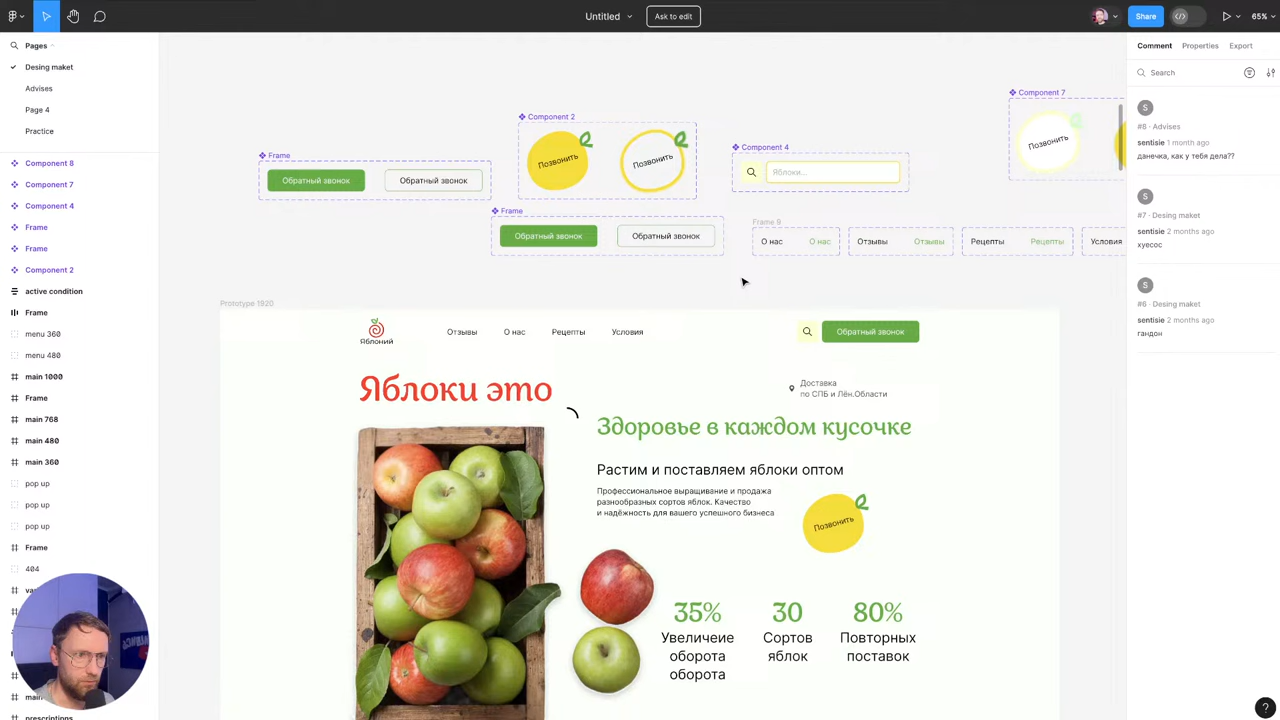 Untitled
Ask to edit
Share
65%
Pages
Desing maket
Advises
Page 4
Practice
Component 8
Component 7
Component 4
Frame
Frame
Component 2
active condition
Frame
menu 360
menu 480
main 1000
Frame
main 768
main 480
main 360
pop up
pop up
pop up
Frame
404
prescriptions
Component 2
Позвонить
Позвонить
Component 7
Позвонить
Frame
Обратный звонок
Обратный звонок
Component 4
Яблоки...
Frame
Обратный звонок
Обратный звонок
Frame 9
О нас
О нас
Отзывы
Отзывы
Рецепты
Рецепты
Условия
Prototype 1920
Яблоний
Отзывы
О нас
Рецепты
Условия
Обратный звонок
Яблоки это
Доставка
по СПБ и Лён.Области
Здоровье в каждом кусочке
Растим и поставляем яблоки оптом
Профессиональное выращивание и продажа
разнообразных сортов яблок. Качество
и надёжность для вашего успешного бизнеса
Позвонить
35%
Увеличеие
оборота
оборота
30
Сортов
яблок
80%
Повторных
поставок
Comment
Properties
Export
Search
S
#8 · Advises
sentisie 1 month ago
данечка, как у тебя дела??
S
#7 · Desing maket
sentisie 2 months ago
хуесос
S
#6 · Desing maket
sentisie 2 months ago
гандон
?